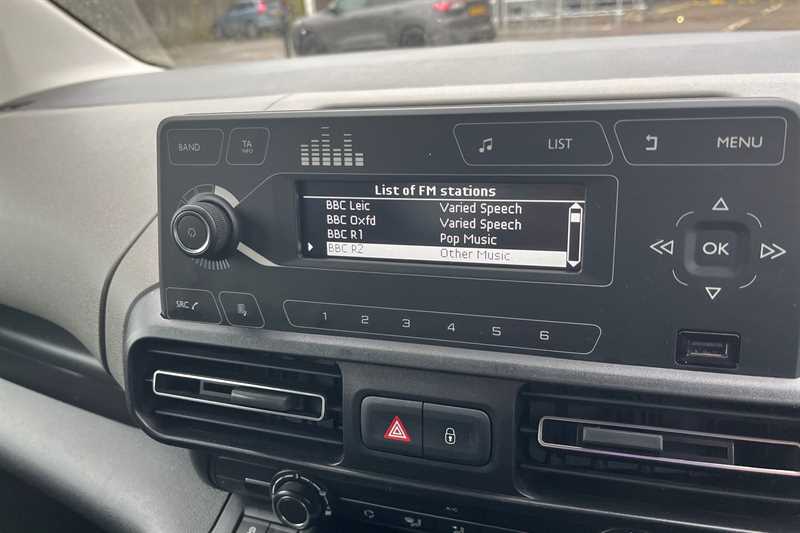 BAND
TA
INFO
LIST
MENU
List of FM stations
BBC Leic Varied Speech
BBC Oxfd Varied Speech
BBC R1 Pop Music
BBC R2 Other Music
OK
SRC
1 2 3 4 5 6